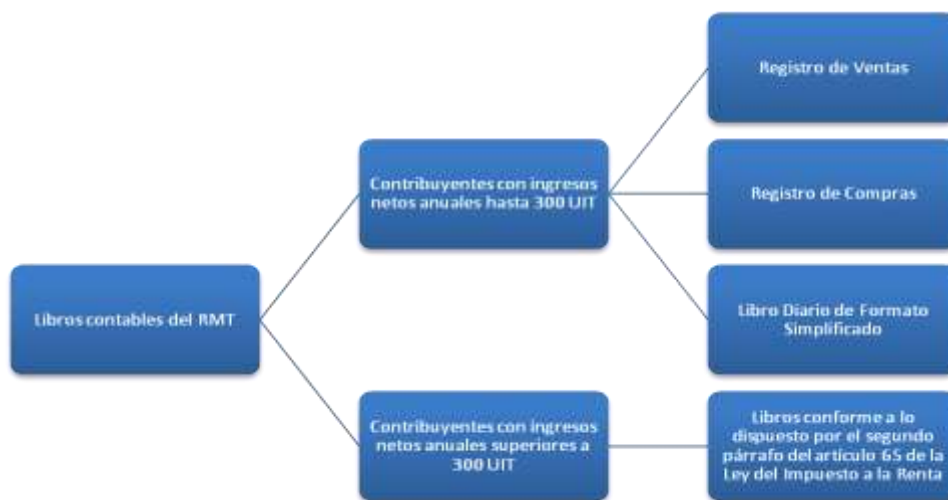 Libros contables del RMT
Contribuyentes con ingresos
netos anuales hasta 300 UIT
Registro de Ventas
Registro de Compras
Libro Diario de Formato
Simplificado
Contribuyentes con ingresos
netos anuales superiores a
300 UIT
Libros conforme a lo
dispuesto por el segundo
párrafo del artículo 65 de la
Ley del Impuesto a la Renta